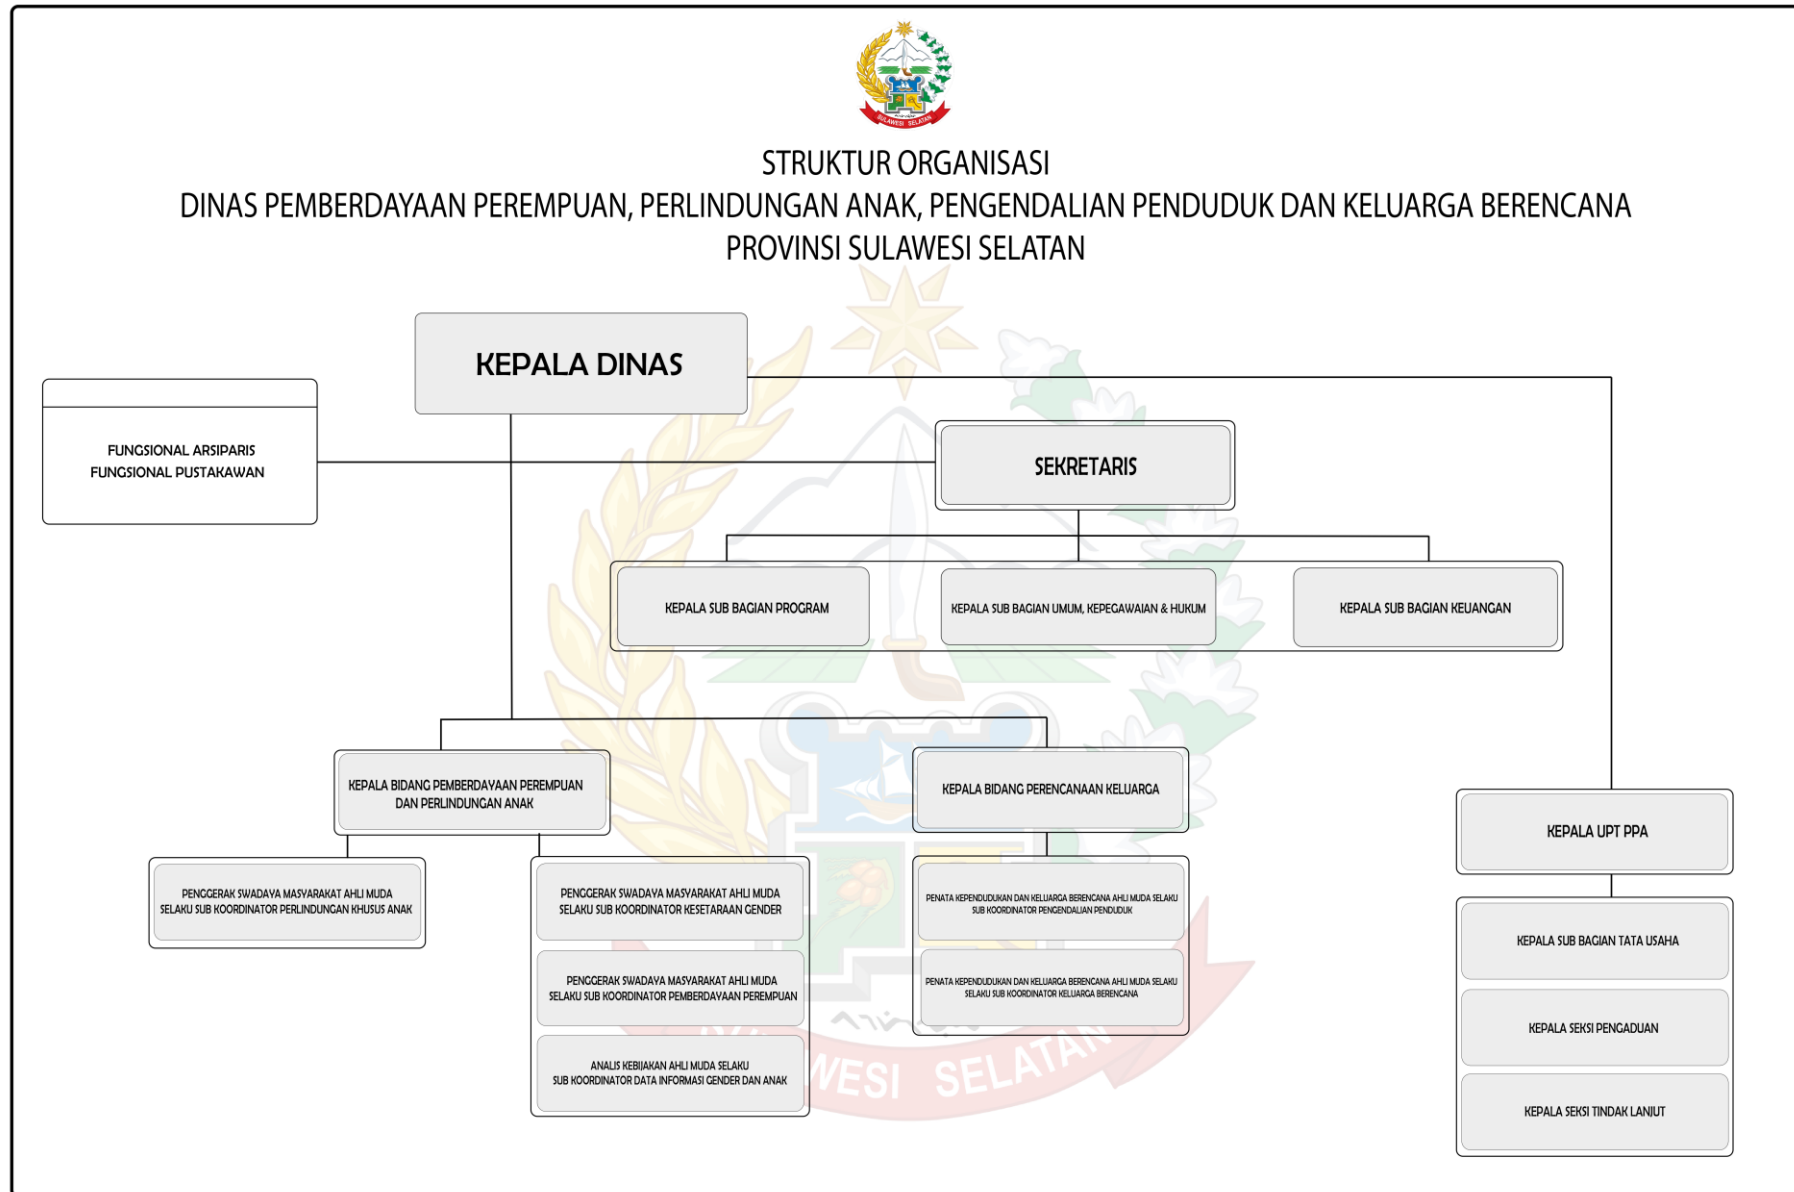 SULAWESI SELATAN
STRUKTUR ORGANISASI
DINAS PEMBERDAYAAN PEREMPUAN, PERLINDUNGAN ANAK, PENGENDALIAN PENDUDUK DAN KELUARGA BERENCANA
PROVINSI SULAWESI SELATAN
KEPALA DINAS
FUNGSIONAL ARSIPARIS
FUNGSIONAL PUSTAKAWAN
SEKRETARIS
KEPALA SUB BAGIAN PROGRAM
KEPALA SUB BAGIAN UMUM, KEPEGAWAIAN & HUKUM
KEPALA SUB BAGIAN KEUANGAN
KEPALA BIDANG PEMBERDAYAAN PEREMPUAN
DAN PERLINDUNGAN ANAK
KEPALA BIDANG PERENCANAAN KELUARGA
KEPALA UPT PPA
PENGGERAK SWADAYA MASYARAKAT AHLI MUDA
SELAKU SUB KOORDINATOR PERLINDUNGAN KHUSUS ANAK
PENGGERAK SWADAYA MASYARAKAT AHLI MUDA
SELAKU SUB KOORDINATOR KESETARAAN GENDER
PENGGERAK SWADAYA MASYARAKAT AHLI MUDA
SELAKU SUB KOORDINATOR PEMBERDAYAAN PEREMPUAN
ANALIS KEBIJAKAN AHLI MUDA SELAKU
SUB KOORDINATOR DATA INFORMASI GENDER DAN ANAK
PENATA KEPENDUDUKAN DAN KELUARGA BERENCANA AHLI MUDA SELAKU
SUB KOORDINATOR PENGENDALIAN PENDUDUK
PENATA KEPENDUDUKAN DAN KELUARGA BERENCANA AHLI MUDA SELAKU
SELAKU SUB KOORDINATOR KELUARGA BERENCANA
KEPALA SUB BAGIAN TATA USAHA
KEPALA SEKSI PENGADUAN
KEPALA SEKSI TINDAK LANJUT
WESI SELATAN